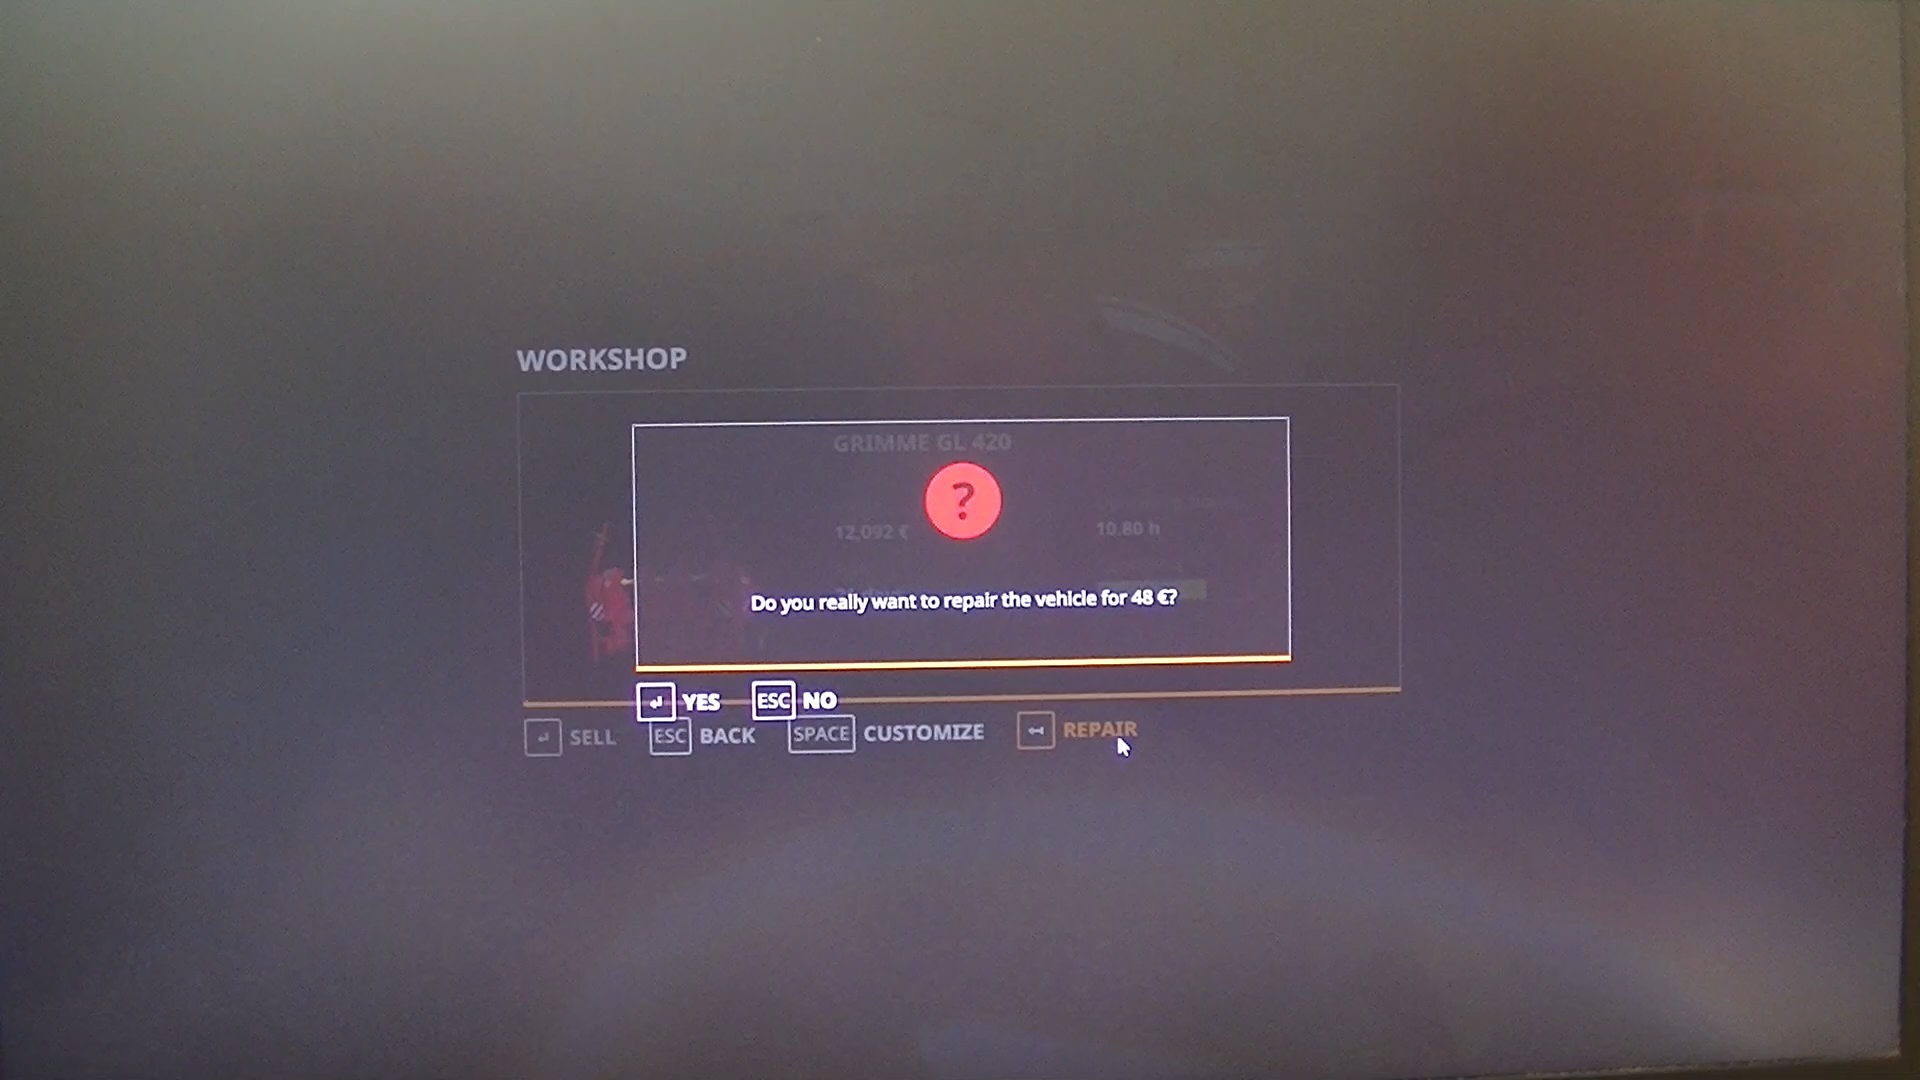 WORKSHOP
GRIMME GL 420
?
12,092 €
10.80 h
Do you really want to repair the vehicle for 48 €?
↵ YES ESC NO
↵ SELL ESC BACK SPACE CUSTOMIZE ← REPAIR